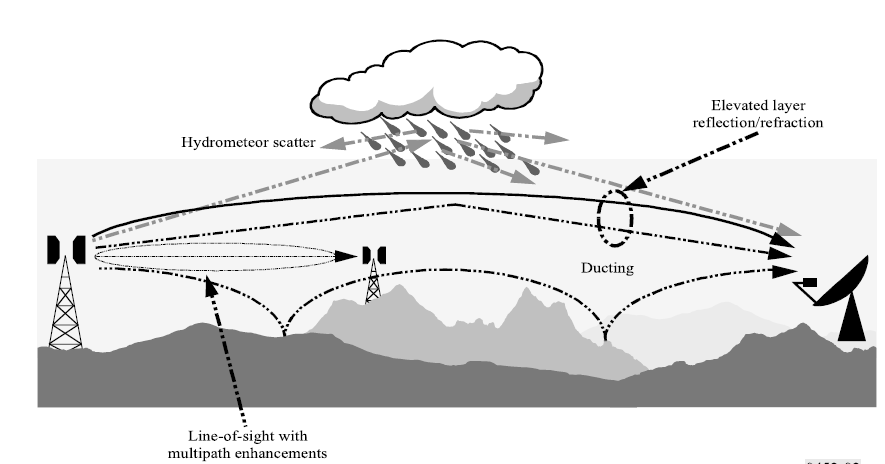 Elevated layer
reflection/refraction
Hydrometeor scatter
Ducting
Line-of-sight with
multipath enhancements